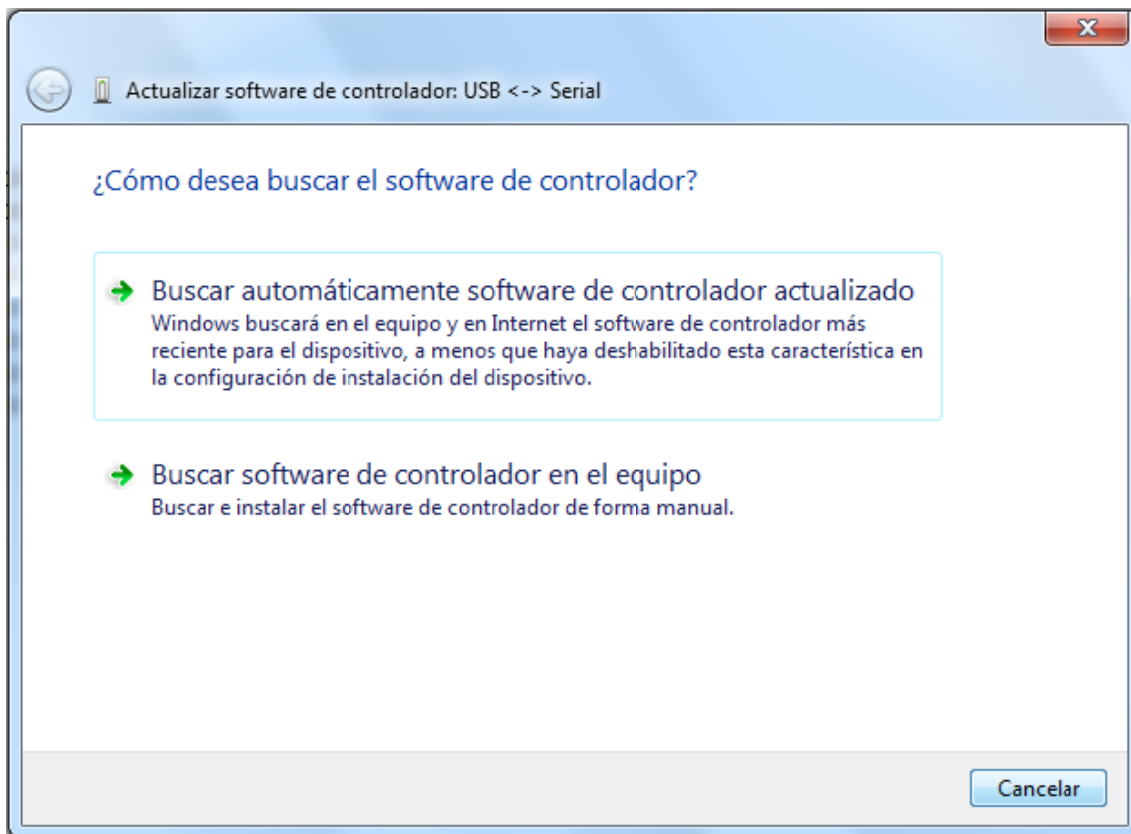 Actualizar software de controlador: USB <-> Serial
¿Cómo desea buscar el software de controlador?
Buscar automáticamente software de controlador actualizado
Windows buscará en el equipo y en Internet el software de controlador más
reciente para el dispositivo, a menos que haya deshabilitado esta característica en
la configuración de instalación del dispositivo.
Buscar software de controlador en el equipo
Buscar e instalar el software de controlador de forma manual.
Cancelar